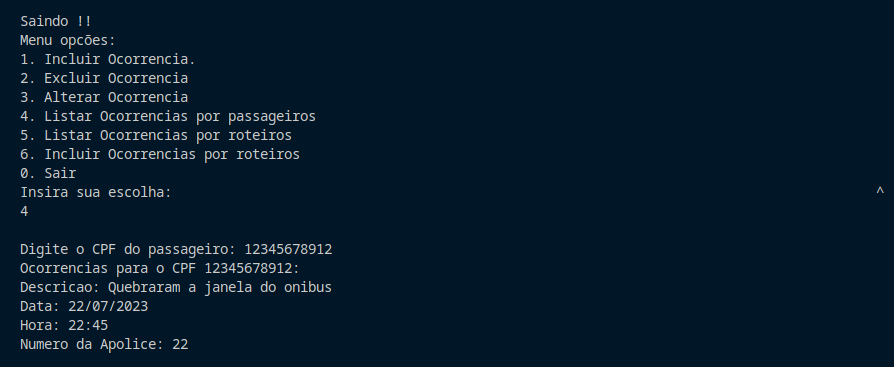 Saindo !!
Menu opcões:
1. Incluir Ocorrencia.
2. Excluir Ocorrencia
3. Alterar Ocorrencia
4. Listar Ocorrencias por passageiros
5. Listar Ocorrencias por roteiros
6. Incluir Ocorrencias por roteiros
0. Sair
Insira sua escolha:
4
Digite o CPF do passageiro: 12345678912
Ocorrencias para o CPF 12345678912:
Descricao: Quebraram a janela do onibus
Data: 22/07/2023
Hora: 22:45
Numero da Apolice: 22